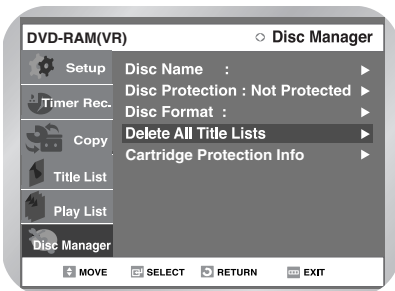 DVD-RAM(VR) Disc Manager
Setup
Timer Rec.
Copy
Title List
Play List
Disc Manager
Disc Name :
Disc Protection : Not Protected
Disc Format :
Delete All Title Lists
Cartridge Protection Info
MOVE SELECT RETURN EXIT